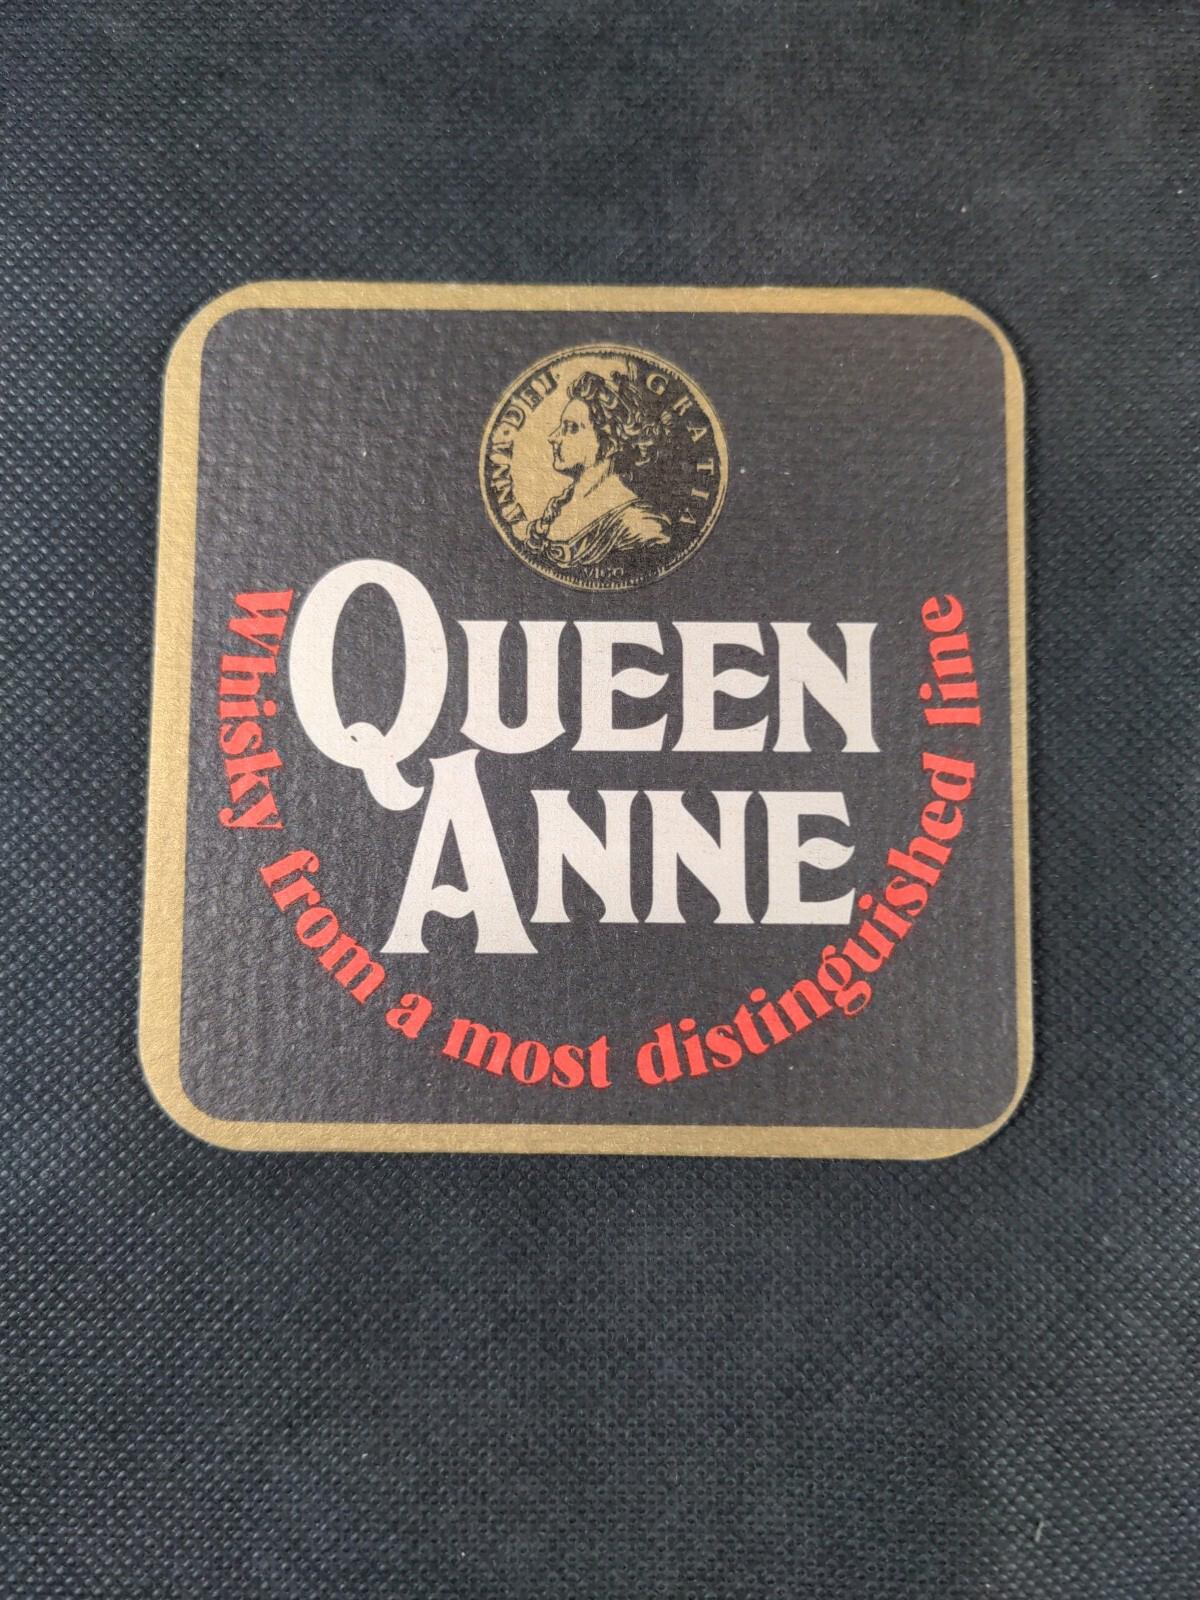 ANNA·DEI· GRATIA
QUEEN
ANNE
Whisky from a most distinguished line